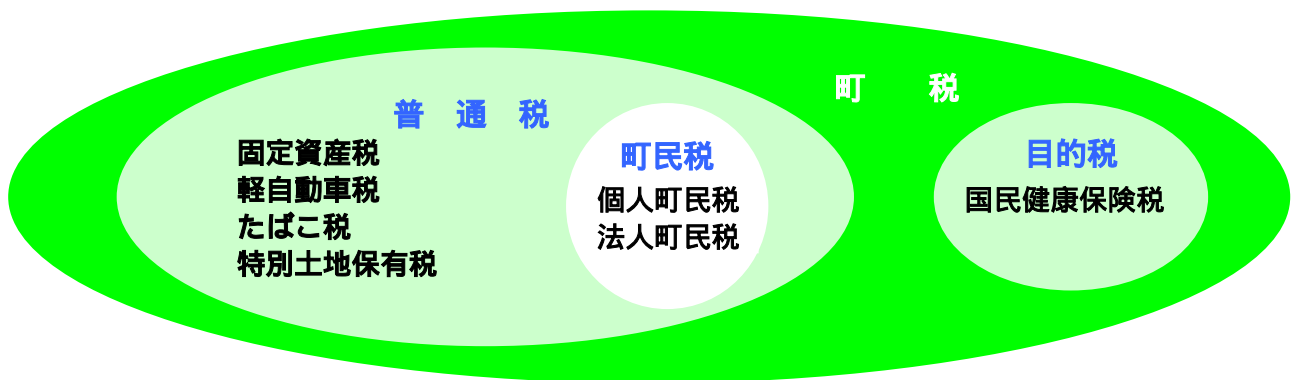 町　税
普　通　税
固定資産税
軽自動車税
たばこ税
特別土地保有税
町民税
個人町民税
法人町民税
目的税
国民健康保険税